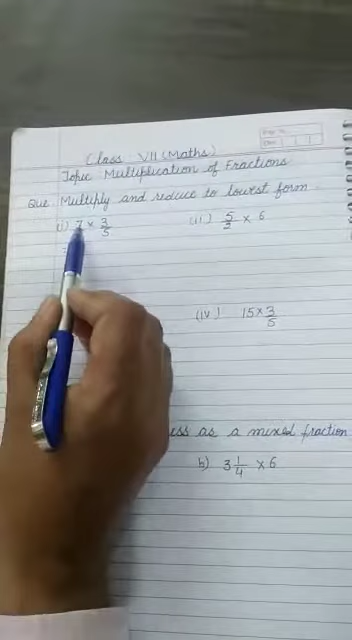 Class VII (Maths)
Topic Multiplication of Fractions
Que Multiply and reduce to lowest form
(i) 7 × 3/5 (ii) 5/2 × 6
(iv) 15 × 3/5
as a mixed fraction
b) 3 1/4 × 6